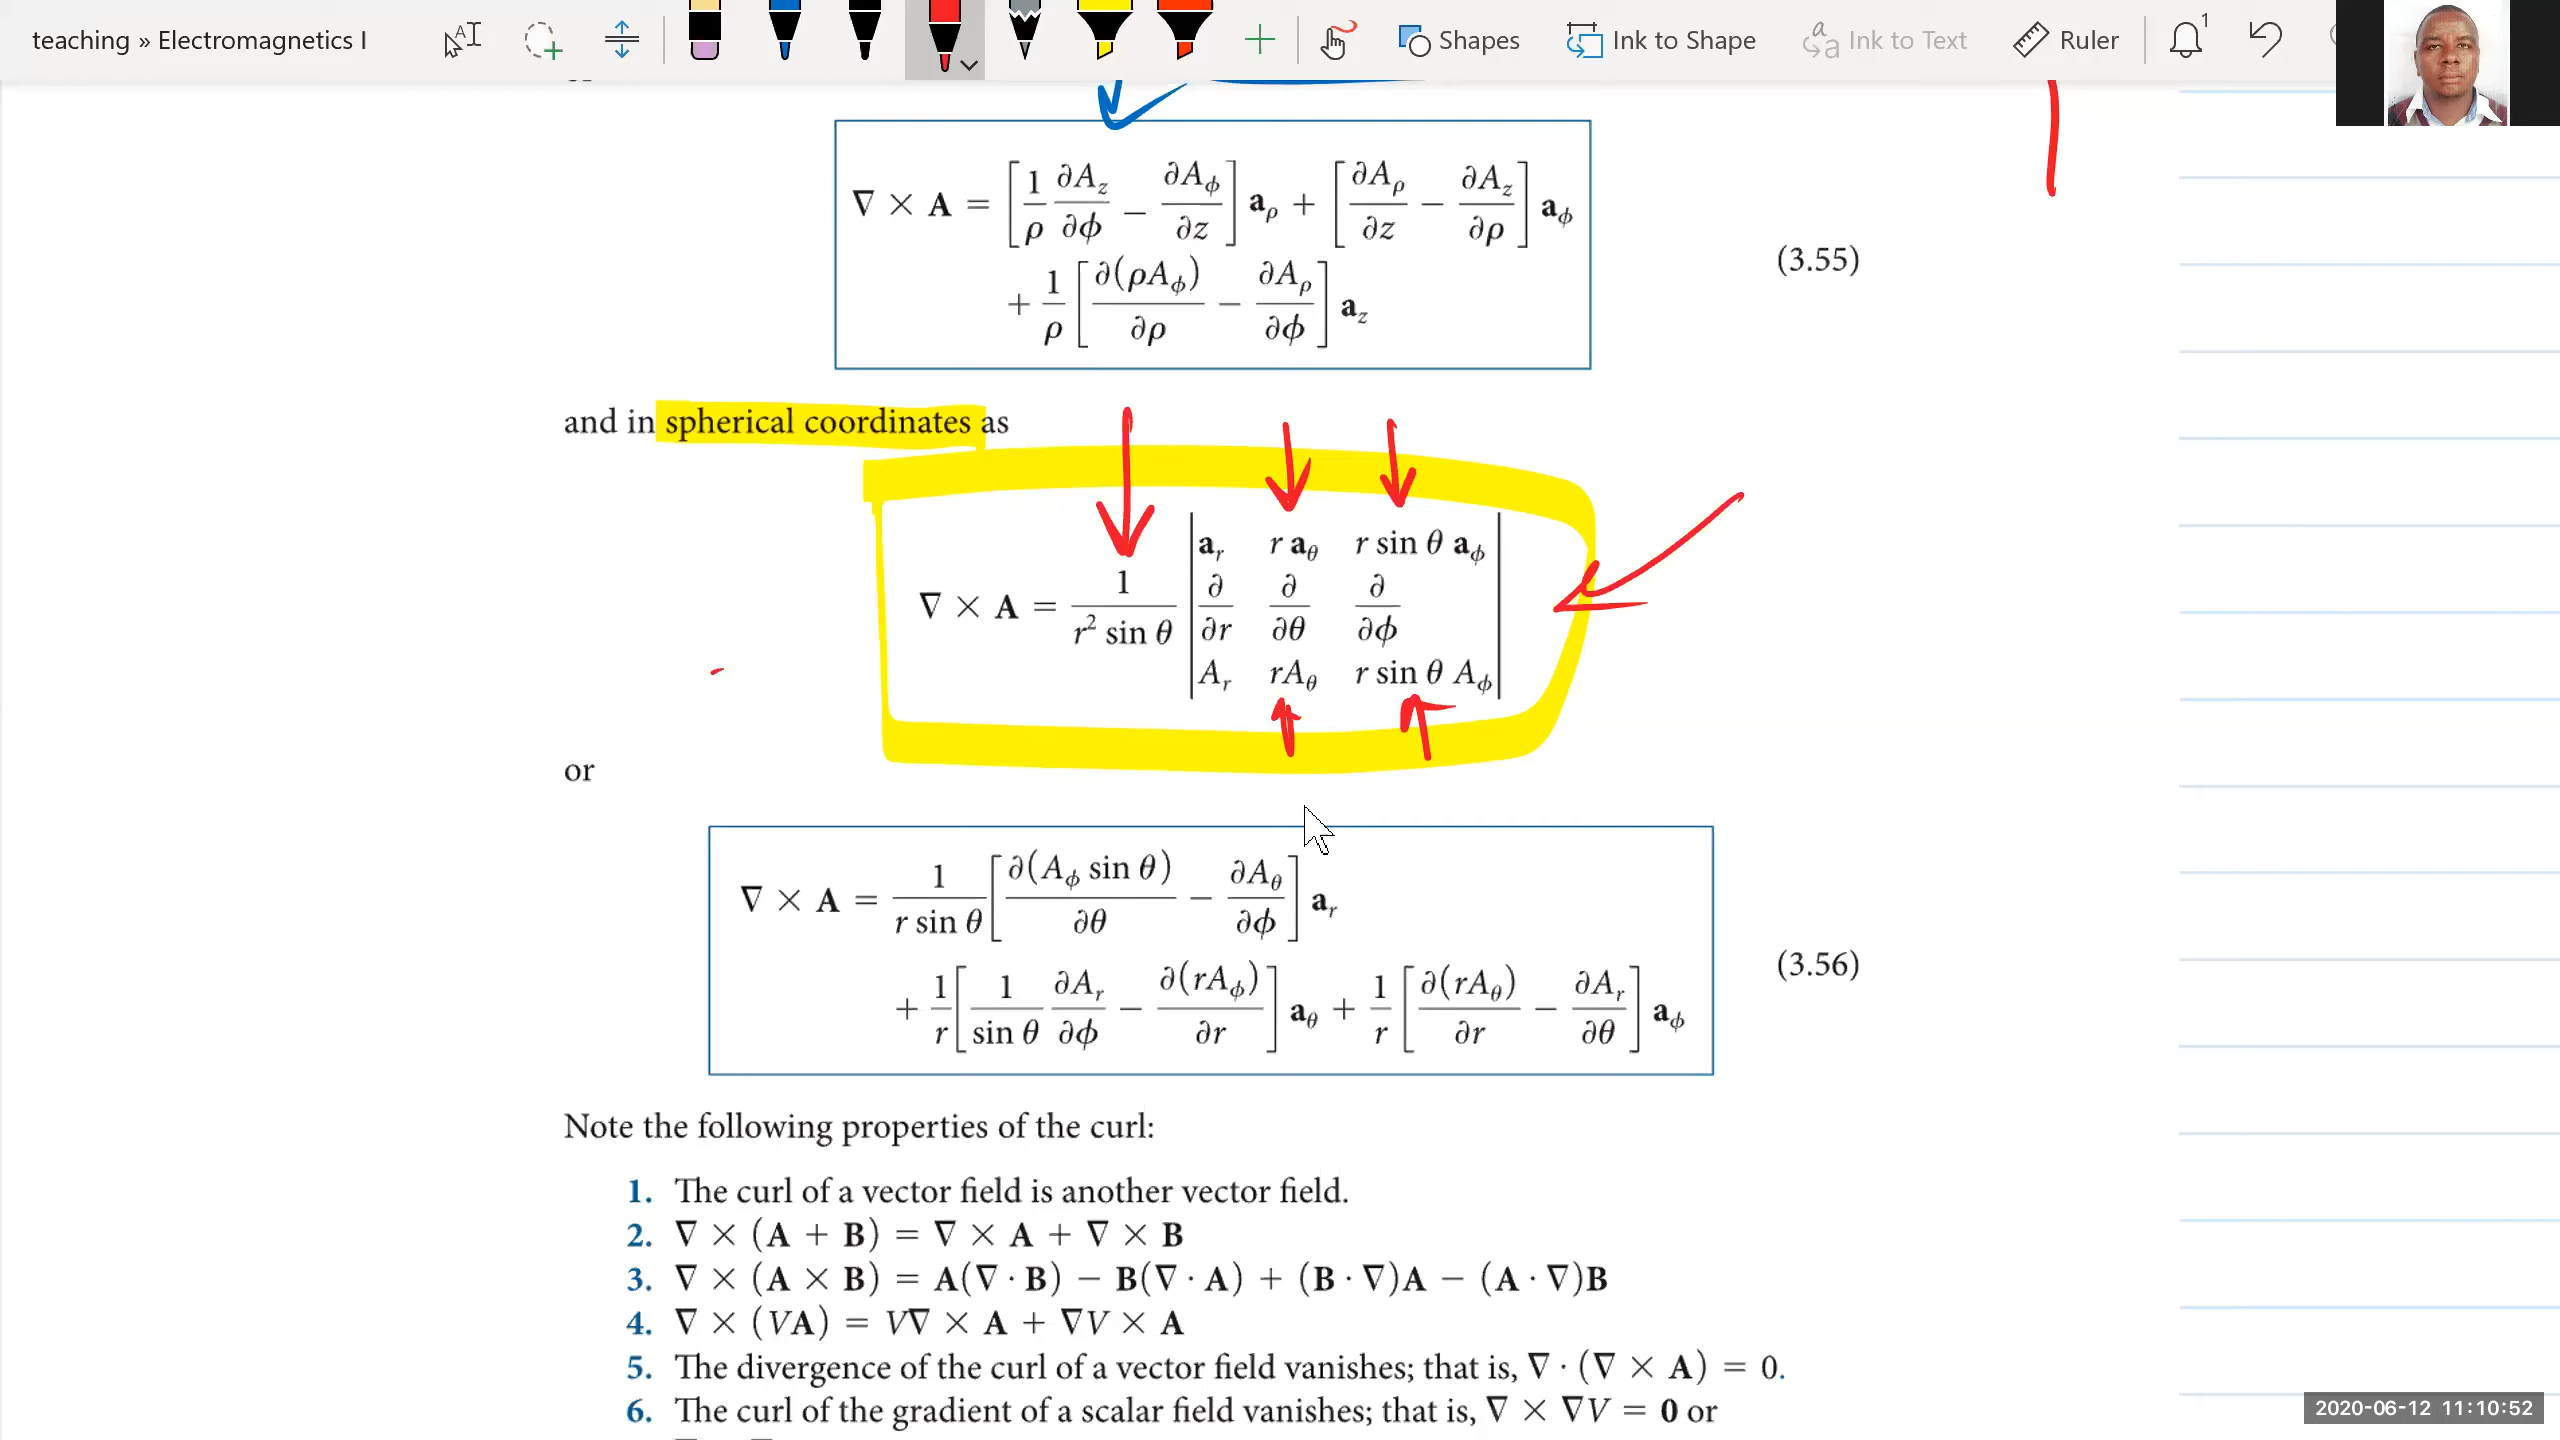 teaching » Electromagnetics I
Shapes
Ink to Shape
Ink to Text
Ruler
1
∇ × A = [1/ρ ∂A_z/∂ϕ − ∂A_ϕ/∂z] a_ρ + [∂A_ρ/∂z − ∂A_z/∂ρ] a_ϕ
+ 1/ρ [∂(ρA_ϕ)/∂ρ − ∂A_ρ/∂ϕ] a_z
(3.55)
and in spherical coordinates as
∇ × A = 1/(r² sin θ) | a_r r a_θ r sin θ a_ϕ |
| ∂/∂r ∂/∂θ ∂/∂ϕ |
| A_r rA_θ r sin θ A_ϕ |
or
∇ × A = 1/(r sin θ) [∂(A_ϕ sin θ)/∂θ − ∂A_θ/∂ϕ] a_r
+ 1/r [1/sin θ ∂A_r/∂ϕ − ∂(rA_ϕ)/∂r] a_θ + 1/r [∂(rA_θ)/∂r − ∂A_r/∂θ] a_ϕ
(3.56)
Note the following properties of the curl:
1. The curl of a vector field is another vector field.
2. ∇ × (A + B) = ∇ × A + ∇ × B
3. ∇ × (A × B) = A(∇ · B) − B(∇ · A) + (B · ∇)A − (A · ∇)B
4. ∇ × (VA) = V∇ × A + ∇V × A
5. The divergence of the curl of a vector field vanishes; that is, ∇ · (∇ × A) = 0.
6. The curl of the gradient of a scalar field vanishes; that is, ∇ × ∇V = 0 or
2020-06-12 11:10:52